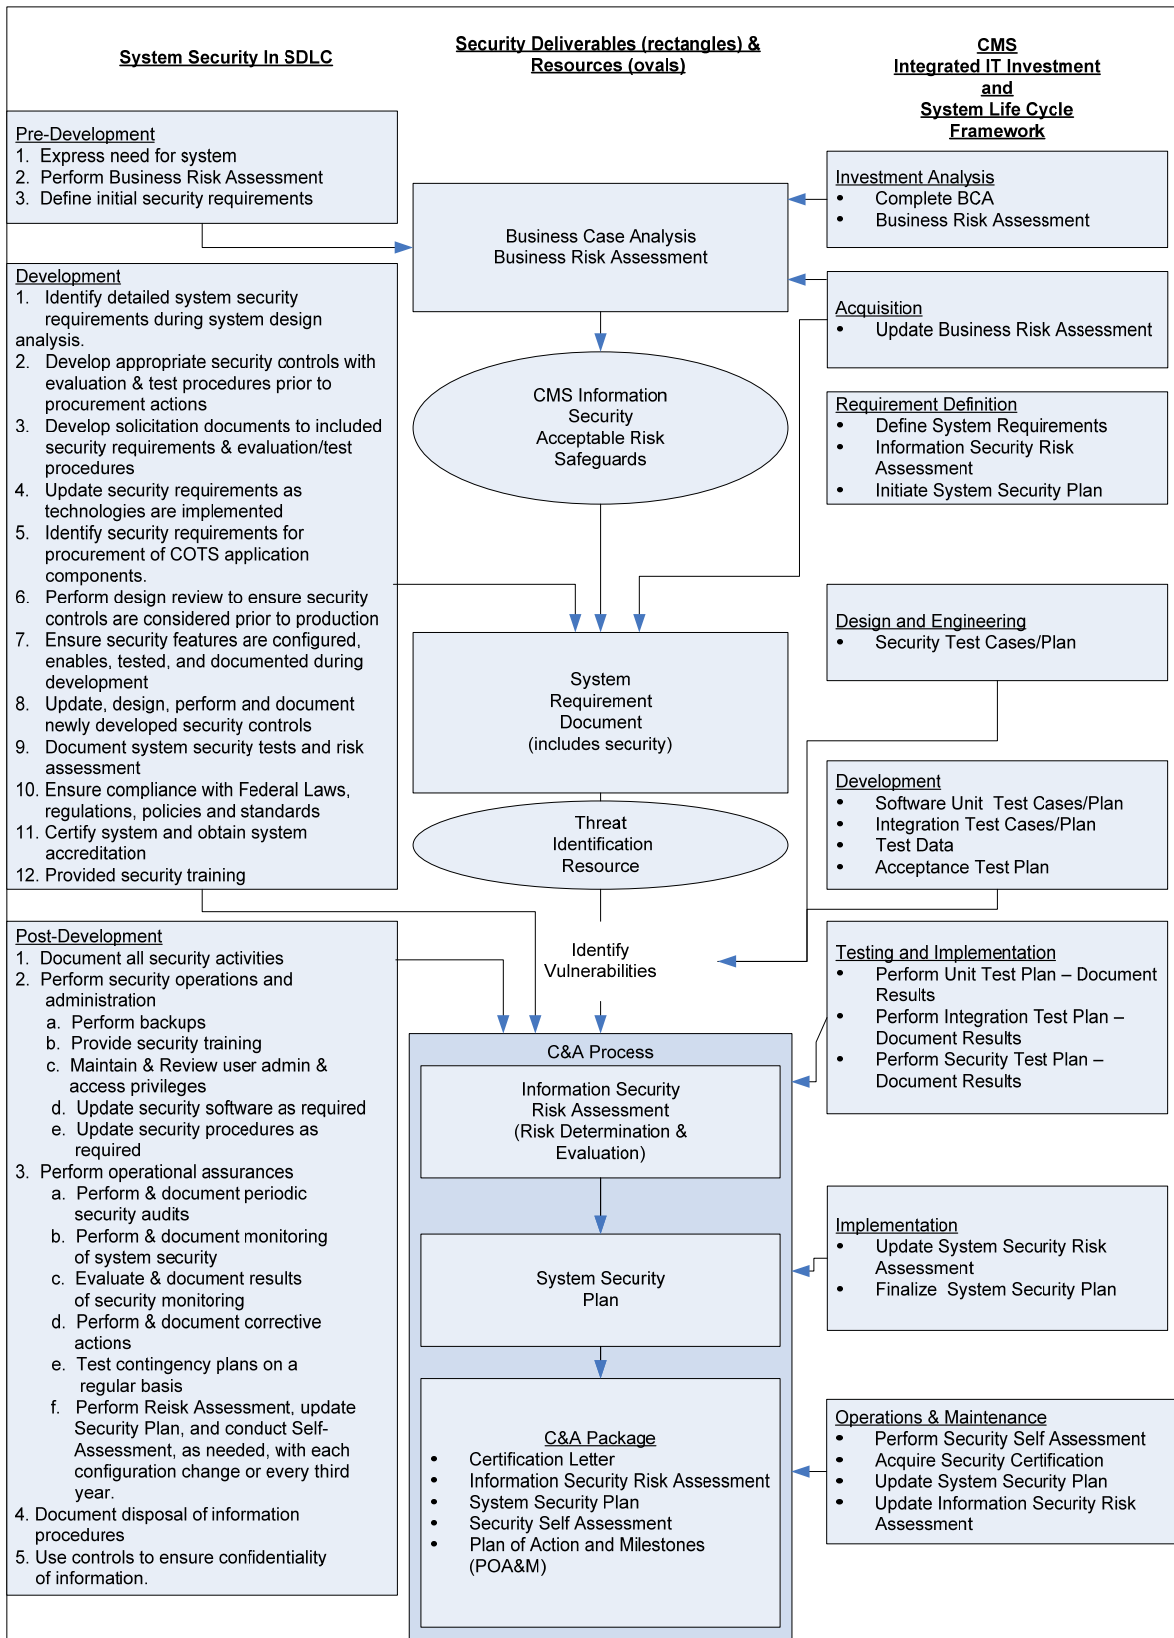 System Security In SDLC
Pre-Development
1. Express need for system
2. Perform Business Risk Assessment
3. Define initial security requirements
Development
1. Identify detailed system security
requirements during system design
analysis.
2. Develop appropriate security controls with
evaluation & test procedures prior to
procurement actions
3. Develop solicitation documents to included
security requirements & evaluation/test
procedures
4. Update security requirements as
technologies are implemented
5. Identify security requirements for
procurement of COTS application
components.
6. Perform design review to ensure security
controls are considered prior to production
7. Ensure security features are configured,
enables, tested, and documented during
development
8. Update, design, perform and document
newly developed security controls
9. Document system security tests and risk
assessment
10. Ensure compliance with Federal Laws,
regulations, policies and standards
11. Certify system and obtain system
accreditation
12. Provided security training
Post-Development
1. Document all security activities
2. Perform security operations and
administration
a. Perform backups
b. Provide security training
c. Maintain & Review user admin &
access privileges
d. Update security software as required
e. Update security procedures as
required
3. Perform operational assurances
a. Perform & document periodic
security audits
b. Perform & document monitoring
of system security
c. Evaluate & document results
of security monitoring
d. Perform & document corrective
actions
e. Test contingency plans on a
regular basis
f. Perform Reisk Assessment, update
Security Plan, and conduct Self-
Assessment, as needed, with each
configuration change or every third
year.
4. Document disposal of information
procedures
5. Use controls to ensure confidentiality
of information.
Security Deliverables (rectangles) &
Resources (ovals)
Business Case Analysis
Business Risk Assessment
CMS Information
Security
Acceptable Risk
Safeguards
System
Requirement
Document
(includes security)
Threat
Identification
Resource
Identify
Vulnerabilities
C&A Process
Information Security
Risk Assessment
(Risk Determination &
Evaluation)
System Security
Plan
C&A Package
• Certification Letter
• Information Security Risk Assessment
• System Security Plan
• Security Self Assessment
• Plan of Action and Milestones
(POA&M)
CMS
Integrated IT Investment
and
System Life Cycle
Framework
Investment Analysis
• Complete BCA
• Business Risk Assessment
Acquisition
• Update Business Risk Assessment
Requirement Definition
• Define System Requirements
• Information Security Risk
Assessment
• Initiate System Security Plan
Design and Engineering
• Security Test Cases/Plan
Development
• Software Unit Test Cases/Plan
• Integration Test Cases/Plan
• Test Data
• Acceptance Test Plan
Testing and Implementation
• Perform Unit Test Plan – Document
Results
• Perform Integration Test Plan –
Document Results
• Perform Security Test Plan –
Document Results
Implementation
• Update System Security Risk
Assessment
• Finalize System Security Plan
Operations & Maintenance
• Perform Security Self Assessment
• Acquire Security Certification
• Update System Security Plan
• Update Information Security Risk
Assessment